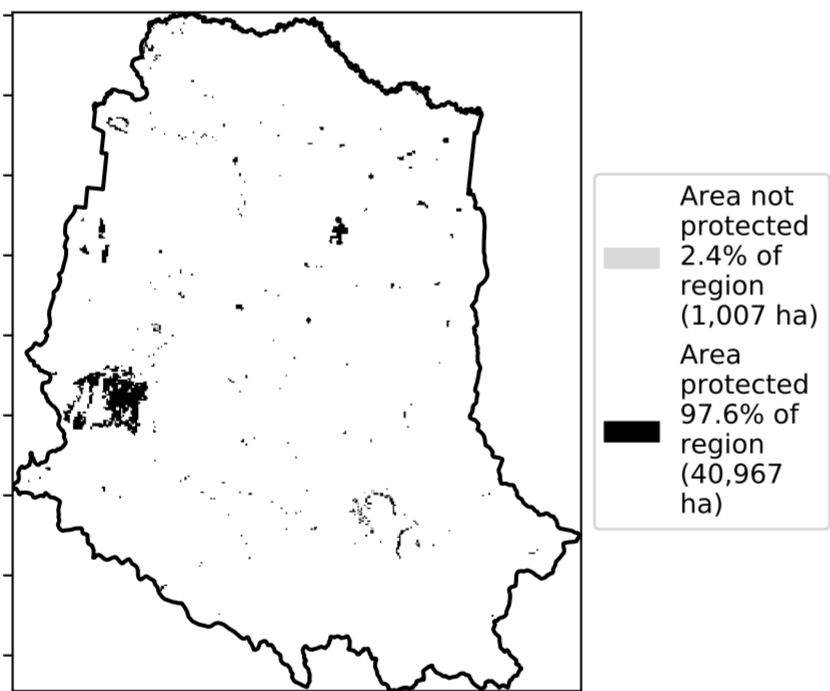 Area not
protected
2.4% of
region
(1,007 ha)
Area
protected
97.6% of
region
(40,967
ha)